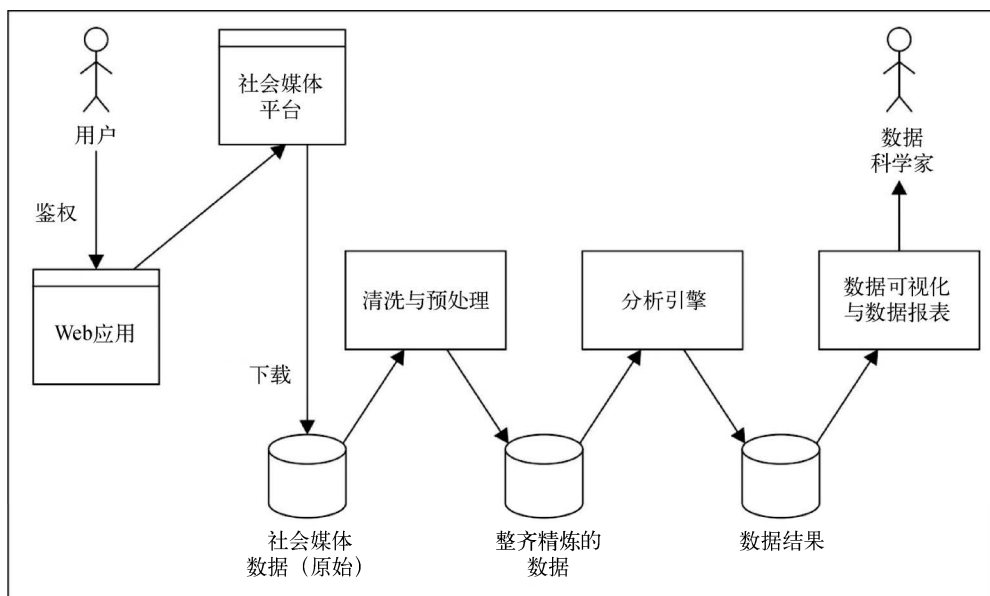 用户
社会媒体
平台
数据
科学家
鉴权
Web应用
清洗与预处理
分析引擎
数据可视化
与数据报表
下载
社会媒体
数据（原始）
整齐精炼的
数据
数据结果